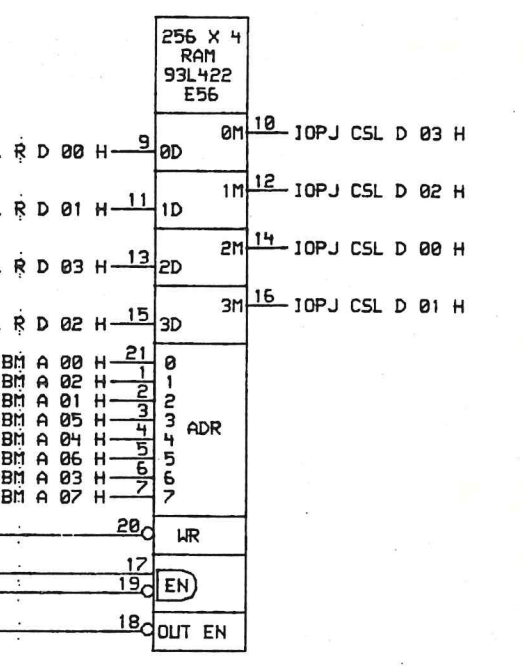 256 X 4
RAM
93L422
E56
0M 10 IOPJ CSL D 03 H
R D 00 H 9 0D
1M 12 IOPJ CSL D 02 H
R D 01 H 11 1D
2M 14 IOPJ CSL D 00 H
R D 03 H 13 2D
3M 16 IOPJ CSL D 01 H
R D 02 H 15 3D
BM A 00 H 21 0
BM A 02 H 1 1
BM A 01 H 2 2
BM A 05 H 3 3
ADR
BM A 04 H 4 4
BM A 06 H 5 5
BM A 03 H 6 6
BM A 07 H 7 7
20 WR
17
19 EN
18 OUT EN